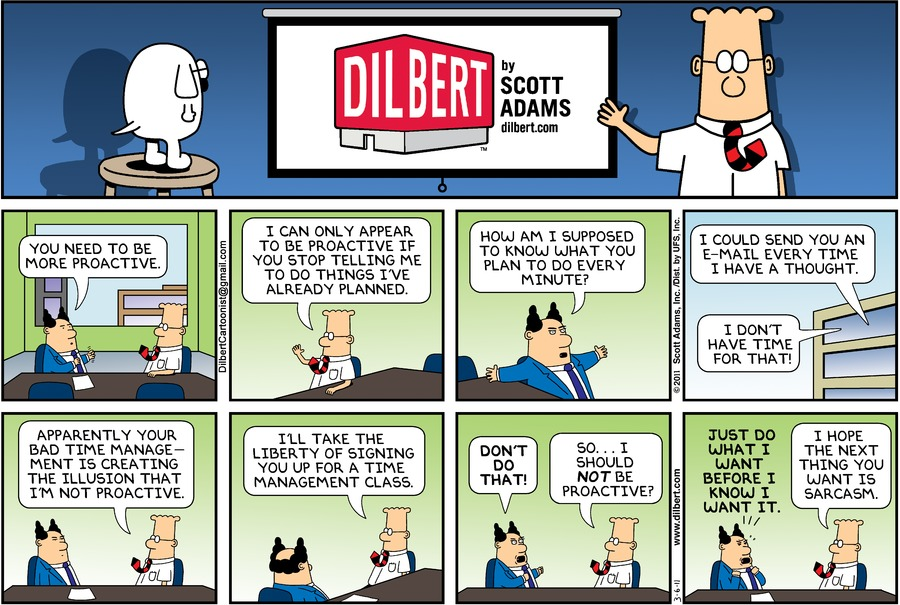 DILBERT
™
by
SCOTT
ADAMS
dilbert.com
YOU NEED TO BE
MORE PROACTIVE.
DilbertCartoonist@gmail.com
I CAN ONLY APPEAR
TO BE PROACTIVE IF
YOU STOP TELLING ME
TO DO THINGS I'VE
ALREADY PLANNED.
HOW AM I SUPPOSED
TO KNOW WHAT YOU
PLAN TO DO EVERY
MINUTE?
© 2011 Scott Adams, Inc./Dist. by UFS, Inc.
I COULD SEND YOU AN
E-MAIL EVERY TIME
I HAVE A THOUGHT.
I DON'T
HAVE TIME
FOR THAT!
APPARENTLY YOUR
BAD TIME MANAGE-
MENT IS CREATING
THE ILLUSION THAT
I'M NOT PROACTIVE.
I'LL TAKE THE
LIBERTY OF SIGNING
YOU UP FOR A TIME
MANAGEMENT CLASS.
DON'T
DO
THAT!
SO... I
SHOULD
NOT BE
PROACTIVE?
3-6-11 www.dilbert.com
JUST DO
WHAT I
WANT
BEFORE I
KNOW I
WANT IT.
I HOPE
THE NEXT
THING YOU
WANT IS
SARCASM.